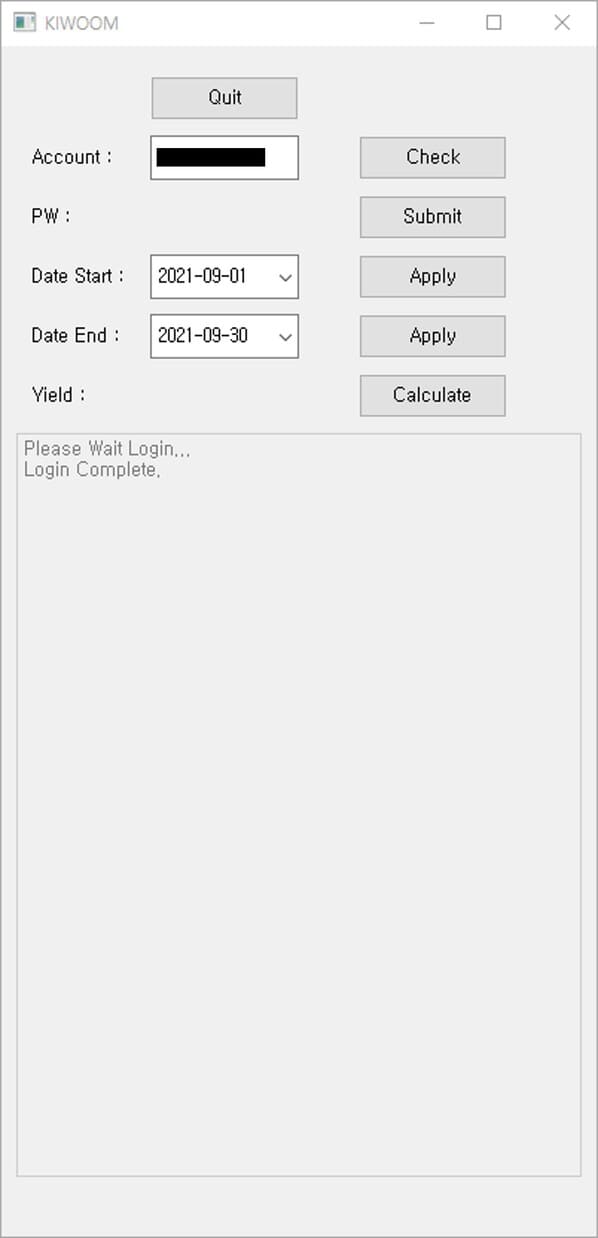 KIWOOM
Quit
Account : Check
PW : Submit
Date Start : 2021-09-01 Apply
Date End : 2021-09-30 Apply
Yield : Calculate
Please Wait Login...
Login Complete.